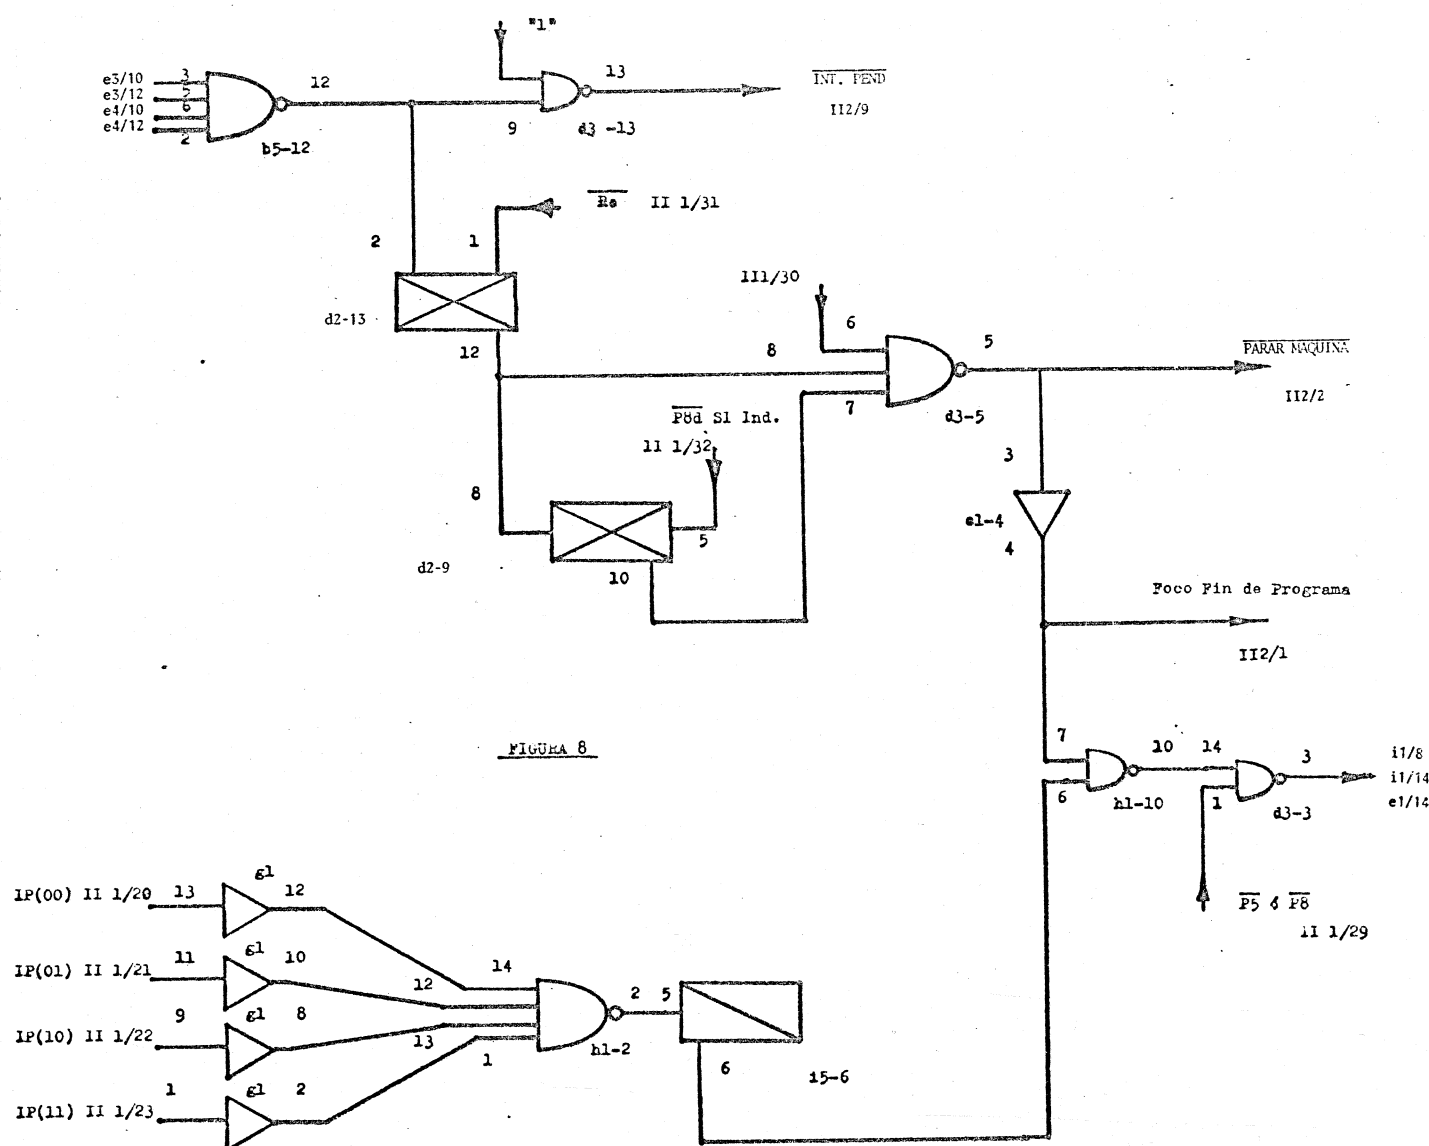 "1"
e3/10 3
e3/12 5
e4/10 6
e4/12 2
12
b5-12
9
13
d3 -13
INT. PEND
II2/9
Re II 1/31
2 1
d2-13
12
III/30
6
8
7
5
d3-5
PARAR MAQUINA
II2/2
P8d S1 Ind.
II 1/32
8
5
10
d2-9
3
e1-4
4
Foco Fin de Programa
II2/1
FIGURA 8
7
6
10
h1-10
14
1
3
d3-3
i1/8
i1/14
e1/14
P5 & P8
II 1/29
IP(00) II 1/20 13 g1 12
IP(01) II 1/21 11 g1 10
IP(10) II 1/22 9 g1 8
IP(11) II 1/23 1 g1 2
14
12
13
1
2
h1-2
5
6
i5-6